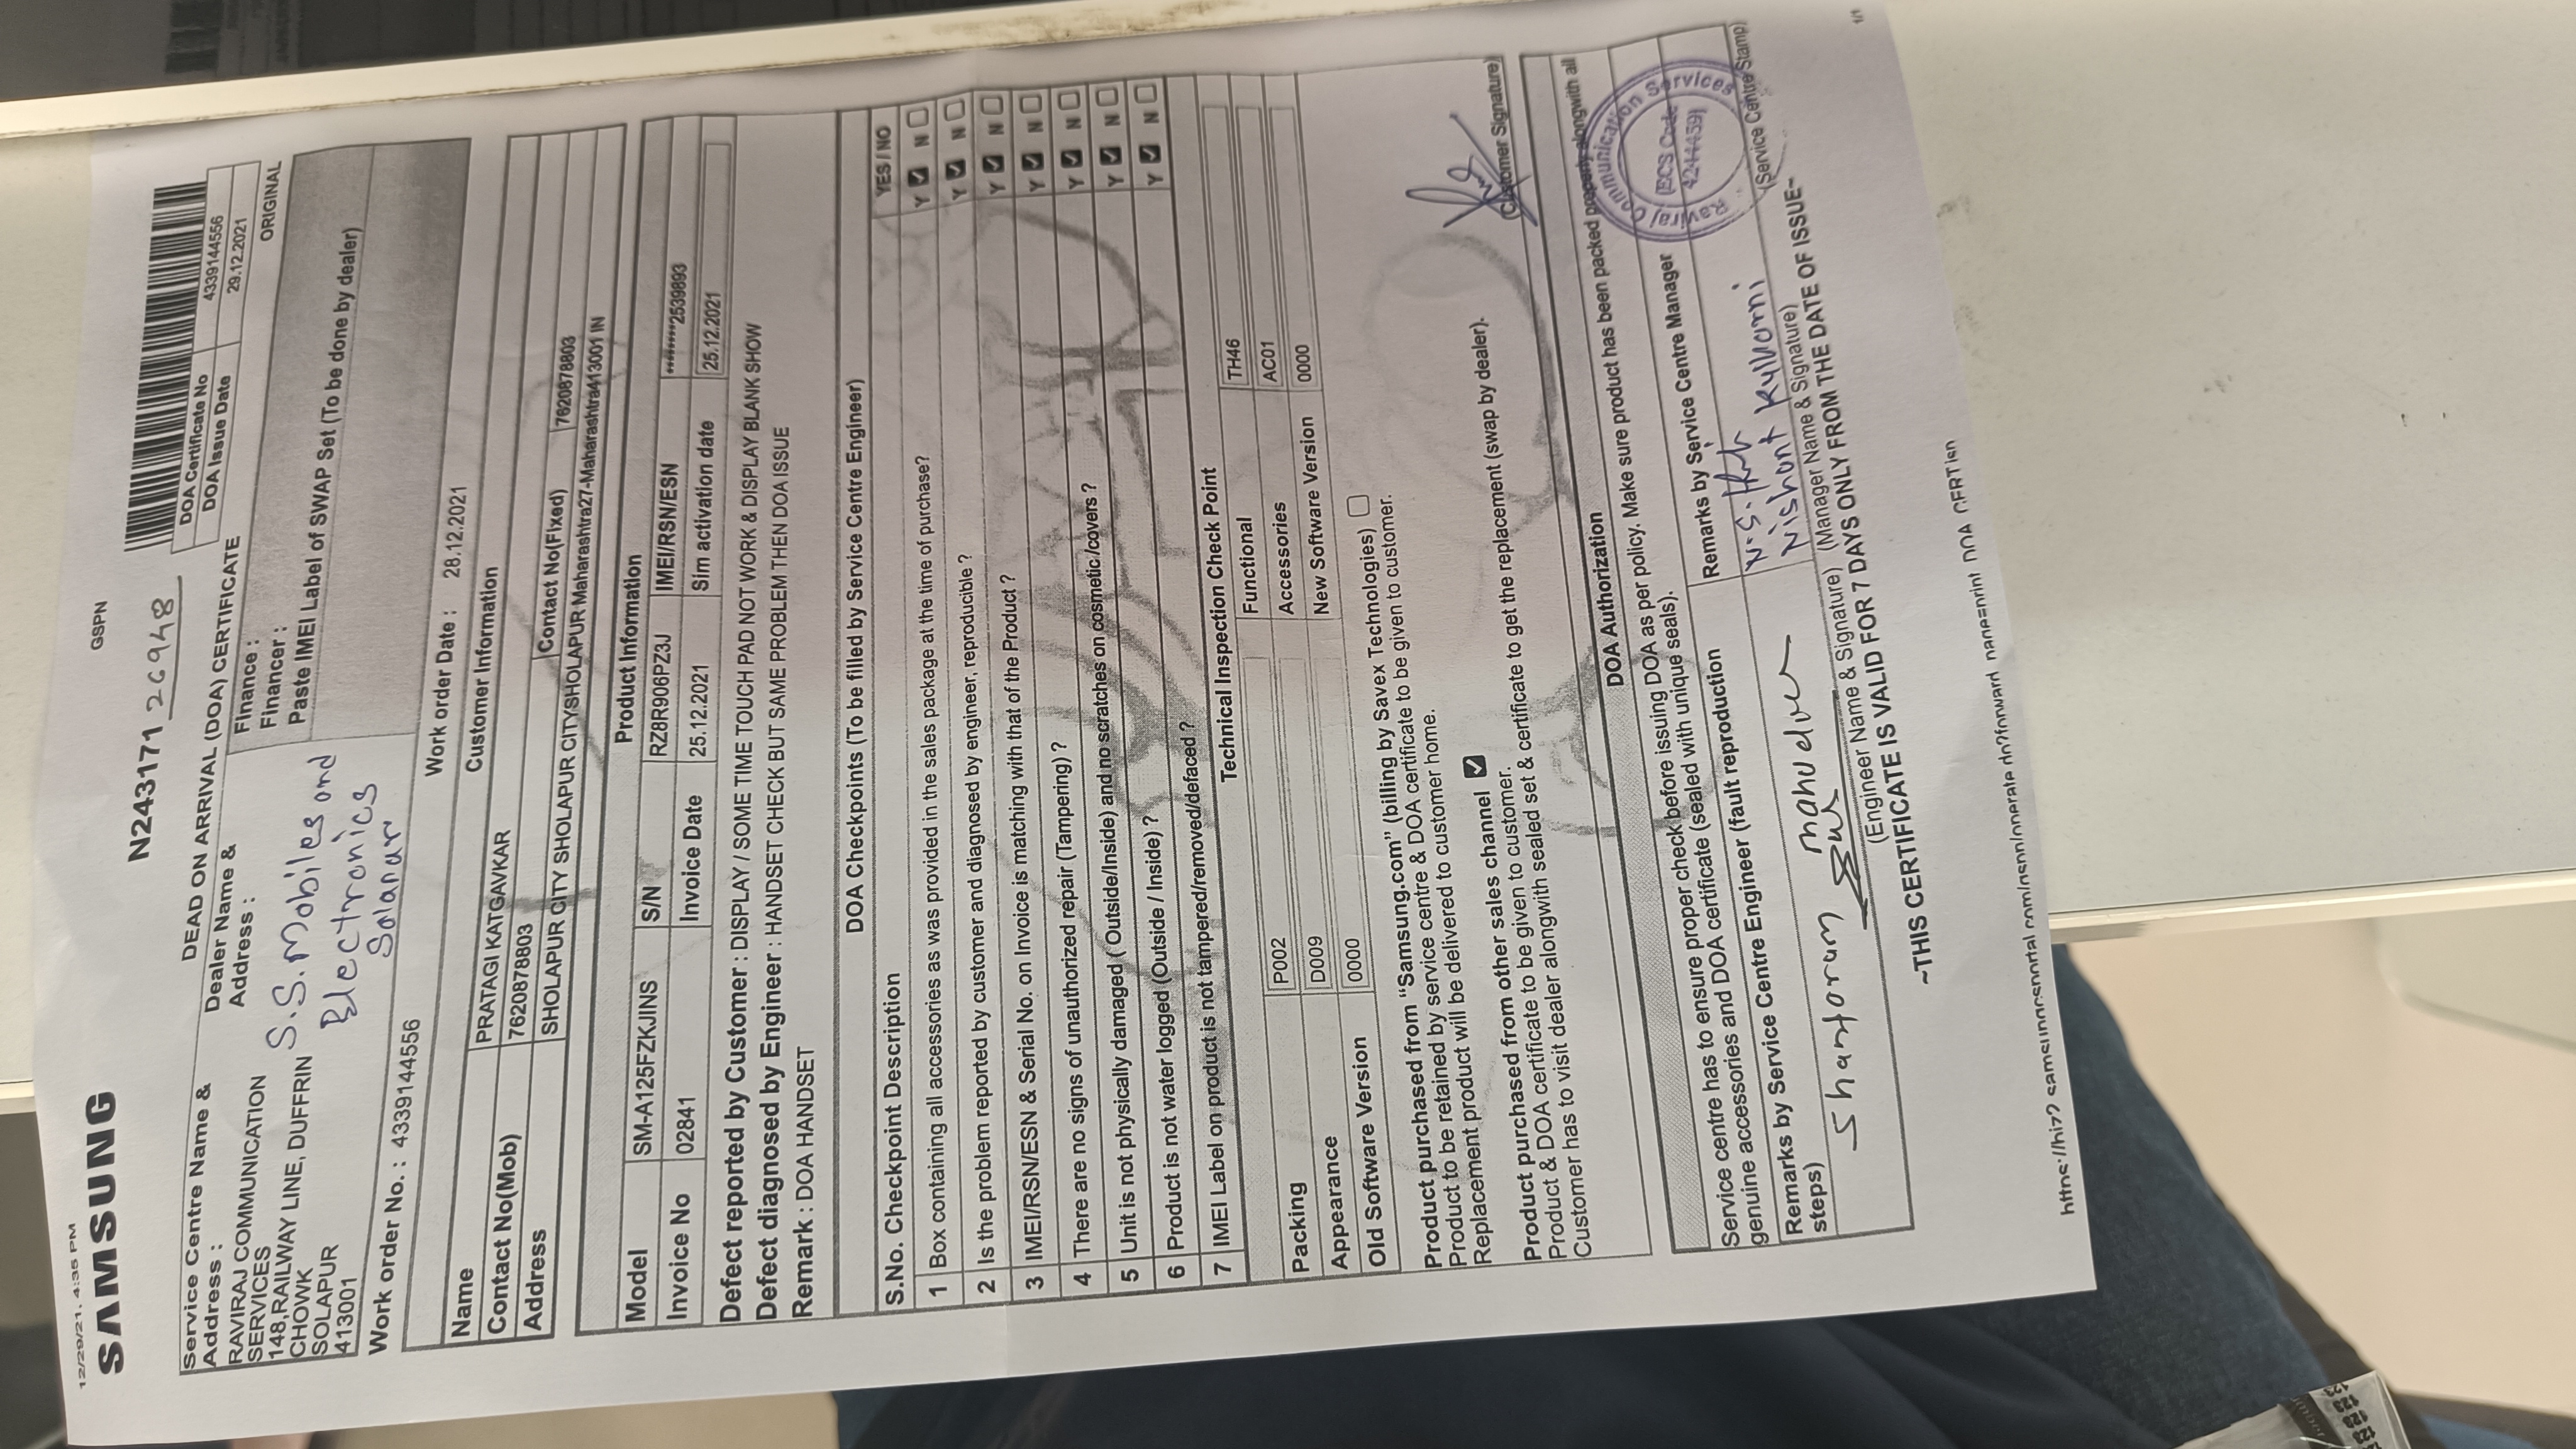 12/29/21, 4:35 PM
GSPN
SAMSUNG
N243171 26948
DEAD ON ARRIVAL (DOA) CERTIFICATE
DOA Certificate No 4339144556
DOA Issue Date 29.12.2021
ORIGINAL
Service Centre Name & Address :
RAVIRAJ COMMUNICATION
SERVICES
148,RAILWAY LINE, DUFFRIN
CHOWK
SOLAPUR
413001
Dealer Name & Address :
S.S. Mobiles and
Electronics
Solapur
Finance :
Financer :
Paste IMEI Label of SWAP Set (To be done by dealer)
Work order No. : 4339144556
Work order Date : 28.12.2021
Customer Information
Name PRATAGI KATGAVKAR
Contact No(Mob) 7620878803 Contact No(Fixed) 7620878803
Address SHOLAPUR CITY SHOLAPUR CITYSHOLAPUR-Maharashtra27-Maharashtra413001 IN
Product Information
Model SM-A125FZKJINS S/N RZ8R906PZ3J IMEI/RSN/ESN ********2539893
Invoice No 02841 Invoice Date 25.12.2021 Sim activation date 25.12.2021
Defect reported by Customer : DISPLAY / SOME TIME TOUCH PAD NOT WORK & DISPLAY BLANK SHOW
Defect diagnosed by Engineer : HANDSET CHECK BUT SAME PROBLEM THEN DOA ISSUE
Remark : DOA HANDSET
DOA Checkpoints (To be filled by Service Centre Engineer)
S.No. Checkpoint Description YES / NO
1 Box containing all accessories as was provided in the sales package at the time of purchase? Y N
2 Is the problem reported by customer and diagnosed by engineer, reproducible ? Y N
3 IMEI/RSN/ESN & Serial No. on Invoice is matching with that of the Product ? Y N
4 There are no signs of unauthorized repair (Tampering) ? Y N
5 Unit is not physically damaged ( Outside/Inside) and no scratches on cosmetic/covers ? Y N
6 Product is not water logged (Outside / Inside) ? Y N
7 IMEI Label on product is not tampered/removed/defaced ? Y N
Technical Inspection Check Point
Packing P002 Functional TH46
Appearance D009 Accessories AC01
Old Software Version 0000 New Software Version 0000
Product purchased from "Samsung.com" (billing by Savex Technologies)
Product to be retained by service centre & DOA certificate to be given to customer.
Replacement product will be delivered to customer home.
Product purchased from other sales channel
Product & DOA certificate to be given to customer.
Customer has to visit dealer alongwith sealed set & certificate to get the replacement (swap by dealer).
(Customer Signature)
DOA Authorization
Service centre has to ensure proper check before issuing DOA as per policy. Make sure product has been packed properly alongwith all
genuine accessories and DOA certificate (sealed with unique seals).
Remarks by Service Centre Engineer (fault reproduction steps)
Remarks by Service Centre Manager
(Engineer Name & Signature)
(Manager Name & Signature)
(Service Centre Stamp)
Raviraj Communication Services
(ECS Code
4244459)
~THIS CERTIFICATE IS VALID FOR 7 DAYS ONLY FROM THE DATE OF ISSUE~
1/1